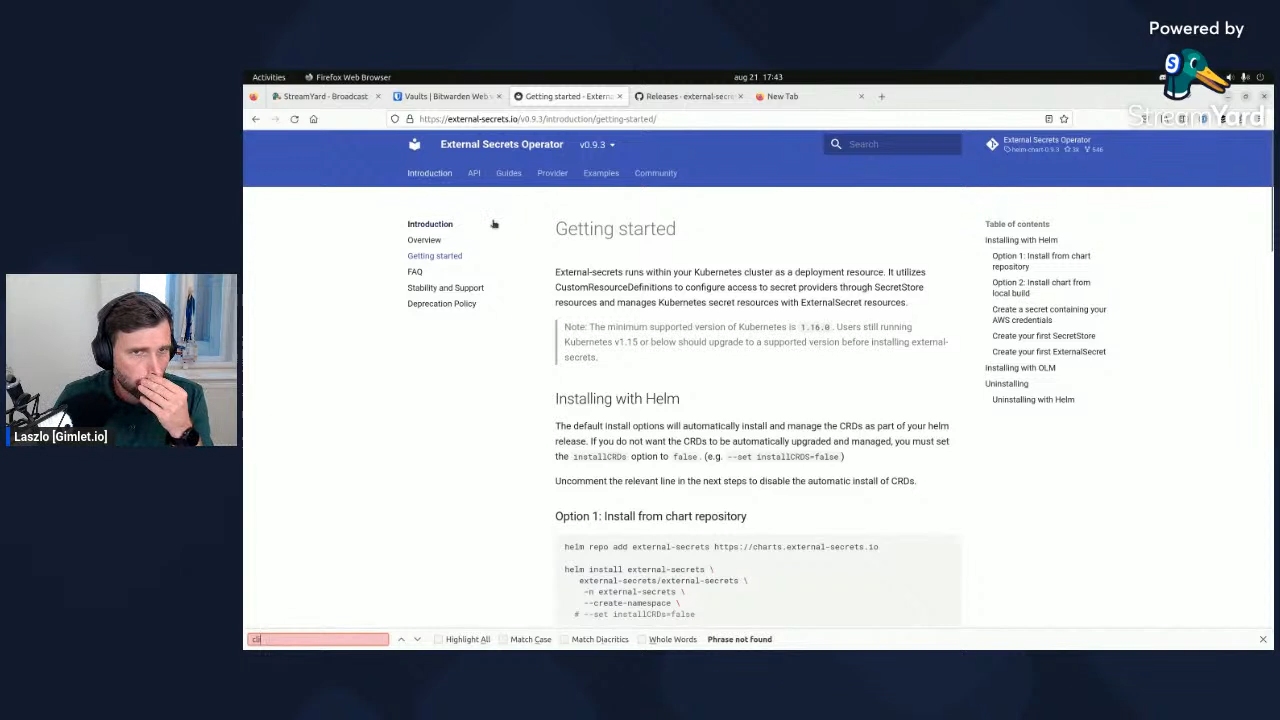 Powered by
StreamYard
Activities
Firefox Web Browser
aug 21 17:43
StreamYard - Broadcast
Vaults | Bitwarden Web v
Getting started - Extern
Releases · external-secre
New Tab
https://external-secrets.io/v0.9.3/introduction/getting-started/
External Secrets Operator
v0.9.3
Search
External Secrets Operator
helm-chart-0.9.3
3k
546
Introduction
API
Guides
Provider
Examples
Community
Introduction
Overview
Getting started
FAQ
Stability and Support
Deprecation Policy
Getting started
External-secrets runs within your Kubernetes cluster as a deployment resource. It utilizes
CustomResourceDefinitions to configure access to secret providers through SecretStore
resources and manages Kubernetes secret resources with ExternalSecret resources.
Note: The minimum supported version of Kubernetes is 1.16.0. Users still running
Kubernetes v1.15 or below should upgrade to a supported version before installing external-
secrets.
Installing with Helm
The default install options will automatically install and manage the CRDs as part of your helm
release. If you do not want the CRDs to be automatically upgraded and managed, you must set
the installCRDs option to false. (e.g. --set installCRDS=false)
Uncomment the relevant line in the next steps to disable the automatic install of CRDs.
Option 1: Install from chart repository
helm repo add external-secrets https://charts.external-secrets.io
helm install external-secrets \
external-secrets/external-secrets \
-n external-secrets \
--create-namespace \
# --set installCRDs=false
Table of contents
Installing with Helm
Option 1: Install from chart
repository
Option 2: Install chart from
local build
Create a secret containing your
AWS credentials
Create your first SecretStore
Create your first ExternalSecret
Installing with OLM
Uninstalling
Uninstalling with Helm
Laszlo [Gimlet.io]
cli
Highlight All
Match Case
Match Diacritics
Whole Words
Phrase not found